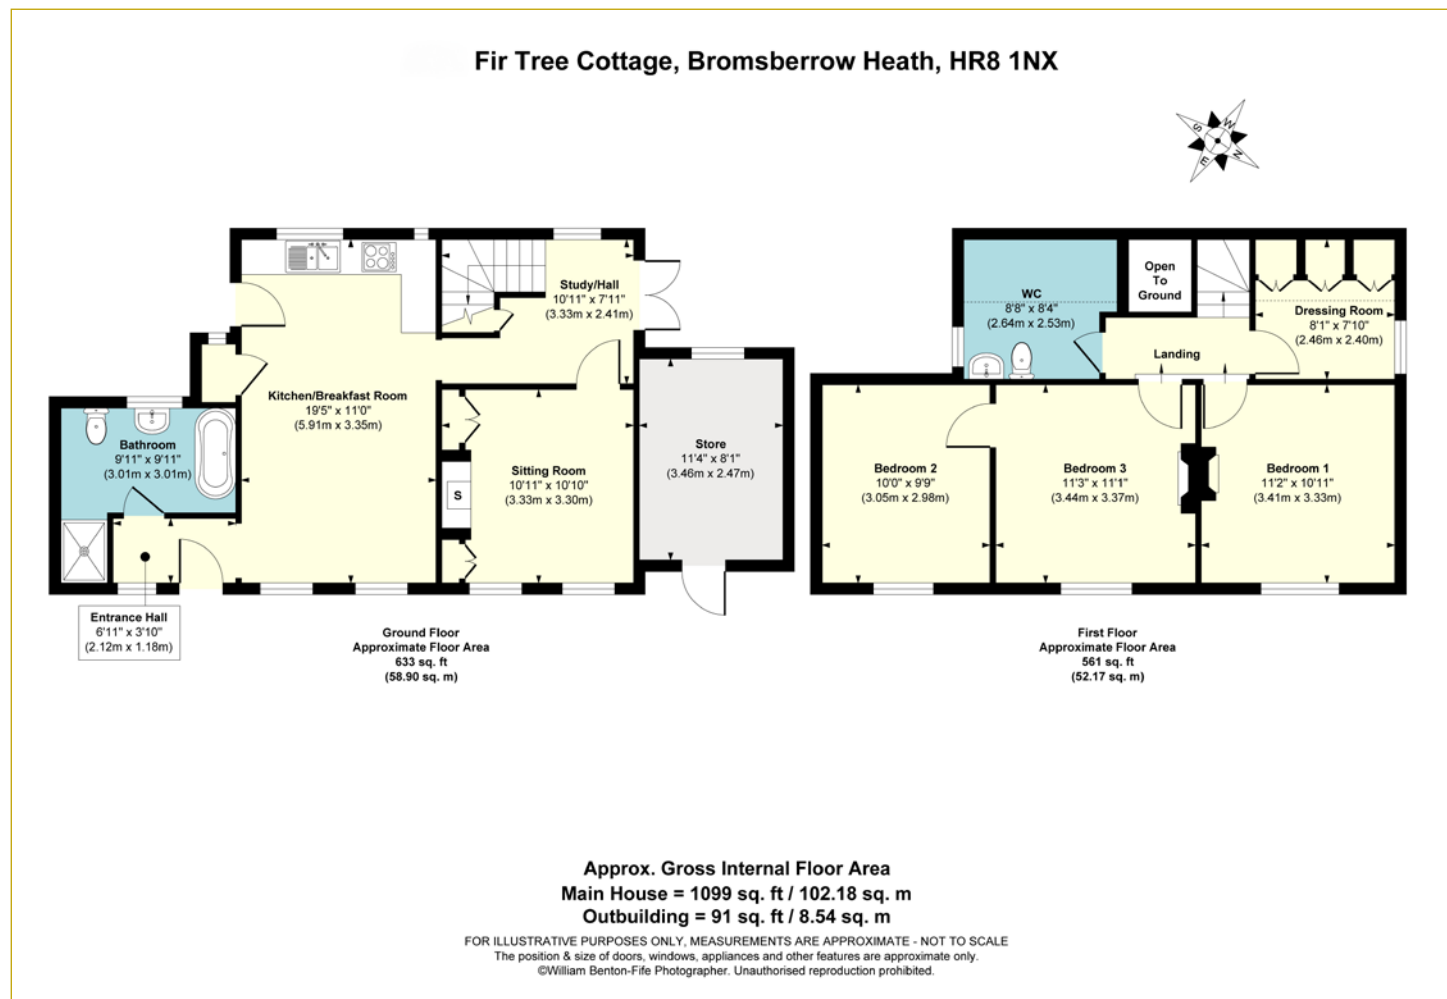 Fir Tree Cottage, Bromsberrow Heath, HR8 1NX
S
W
E
N
Study/Hall
10'11" x 7'11"
(3.33m x 2.41m)
Kitchen/Breakfast Room
19'5" x 11'0"
(5.91m x 3.35m)
Bathroom
9'11" x 9'11"
(3.01m x 3.01m)
Sitting Room
10'11" x 10'10"
(3.33m x 3.30m)
S
Store
11'4" x 8'1"
(3.46m x 2.47m)
Entrance Hall
6'11" x 3'10"
(2.12m x 1.18m)
Ground Floor
Approximate Floor Area
633 sq. ft
(58.90 sq. m)
WC
8'8" x 8'4"
(2.64m x 2.53m)
Open
To
Ground
Dressing Room
8'1" x 7'10"
(2.46m x 2.40m)
Landing
Bedroom 2
10'0" x 9'9"
(3.05m x 2.98m)
Bedroom 3
11'3" x 11'1"
(3.44m x 3.37m)
Bedroom 1
11'2" x 10'11"
(3.41m x 3.33m)
First Floor
Approximate Floor Area
561 sq. ft
(52.17 sq. m)
Approx. Gross Internal Floor Area
Main House = 1099 sq. ft / 102.18 sq. m
Outbuilding = 91 sq. ft / 8.54 sq. m
FOR ILLUSTRATIVE PURPOSES ONLY, MEASUREMENTS ARE APPROXIMATE - NOT TO SCALE
The position & size of doors, windows, appliances and other features are approximate only.
©William Benton-Fife Photographer. Unauthorised reproduction prohibited.